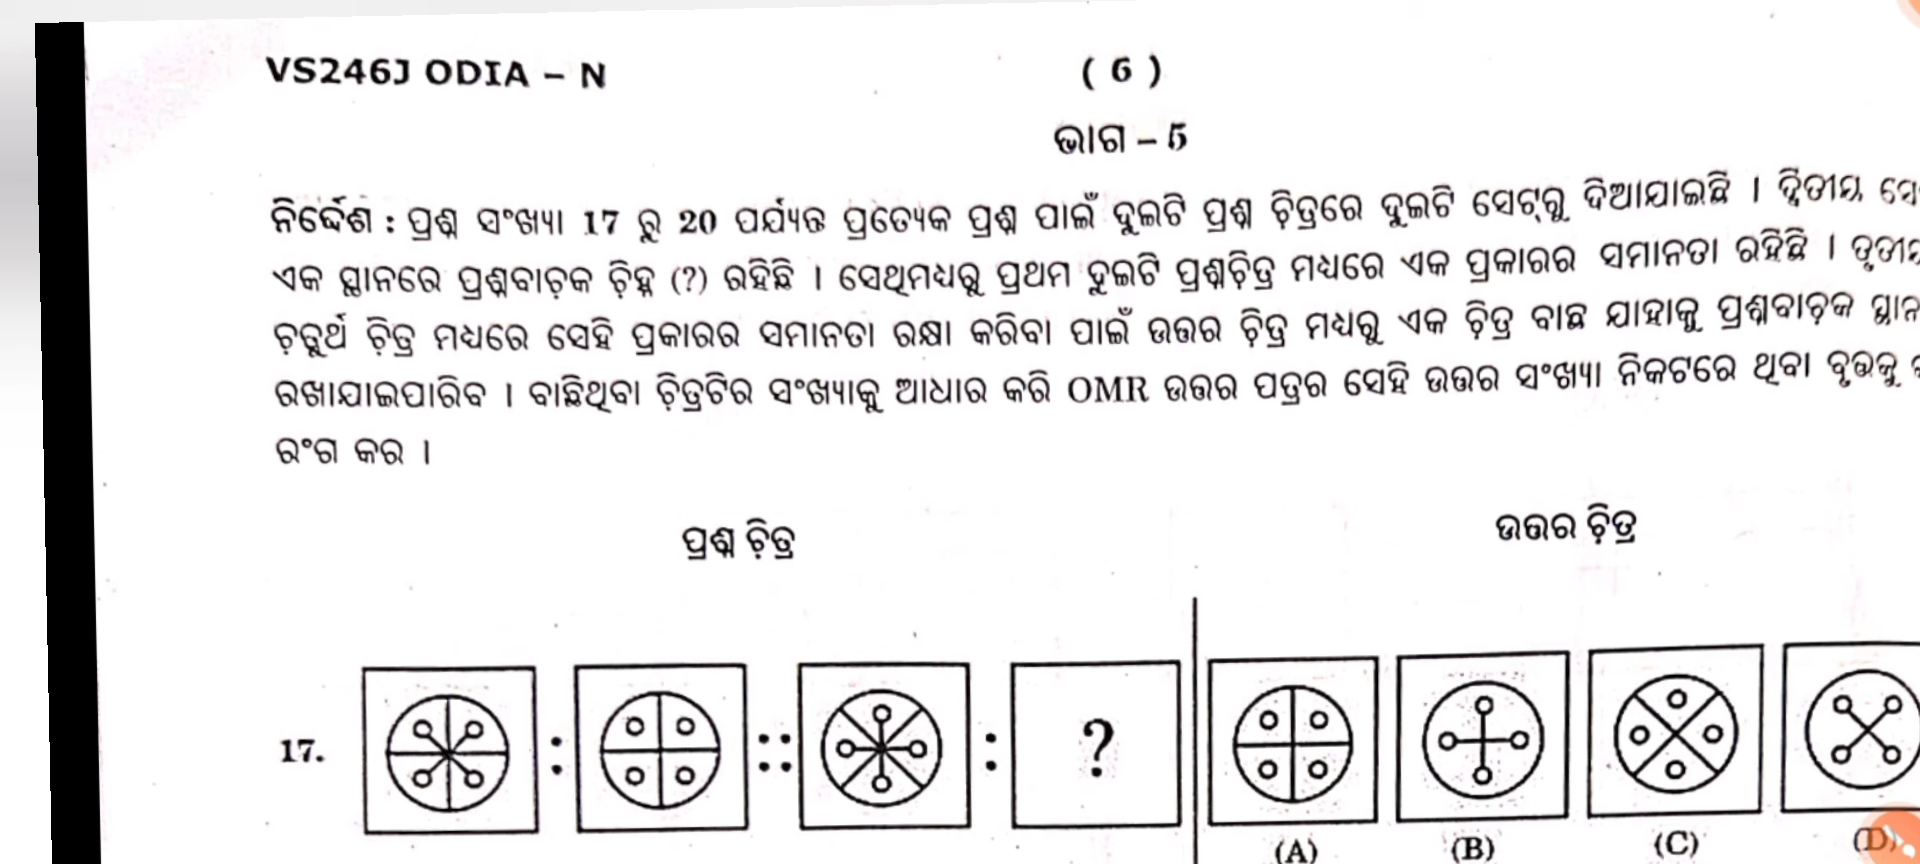 VS246J ODIA – N ( 6 )
ଭାଗ – 5
ନିର୍ଦ୍ଦେଶ : ପ୍ରଶ୍ନ ସଂଖ୍ୟା 17 ରୁ 20 ପର୍ଯ୍ୟନ୍ତ ପ୍ରତ୍ୟେକ ପ୍ରଶ୍ନ ପାଇଁ ଦୁଇଟି ପ୍ରଶ୍ନ ଚ଼ିତ୍ରରେ ଦୁଇଟି ସେଟ୍‌ରୁ ଦିଆଯାଇଛି । ଦ୍ୱିତୀୟ
ଏକ ସ୍ଥାନରେ ପ୍ରଶ୍ନବାଚ଼କ ଚ଼ିହ୍ନ (?) ରହିଛି । ସେଥିମଧ୍ୟରୁ ପ୍ରଥମ ଦୁଇଟି ପ୍ରଶ୍ନଚ଼ିତ୍ର ମଧ୍ୟରେ ଏକ ପ୍ରକାରର ସମାନତା ରହିଛି ।
ଚ଼ତୁର୍ଥ ଚ଼ିତ୍ର ମଧ୍ୟରେ ସେହି ପ୍ରକାରର ସମାନତା ରକ୍ଷା କରିବା ପାଇଁ ଉତ୍ତର ଚ଼ିତ୍ର ମଧ୍ୟରୁ ଏକ ଚ଼ିତ୍ର ବାଛ ଯାହାକୁ ପ୍ରଶ୍ନବାଚ଼କ
ରଖାଯାଇପାରିବ । ବାଛିଥିବା ଚ଼ିତ୍ରଟିର ସଂଖ୍ୟାକୁ ଆଧାର କରି OMR ଉତ୍ତର ପତ୍ରର ସେହି ଉତ୍ତର ସଂଖ୍ୟା ନିକଟରେ ଥିବା ବୃତ୍ତକୁ
ରଂଗ କର ।
ପ୍ରଶ୍ନ ଚ଼ିତ୍ର ଉତ୍ତର ଚ଼ିତ୍ର
17. : :: : ?
(A) (B) (C) (D)